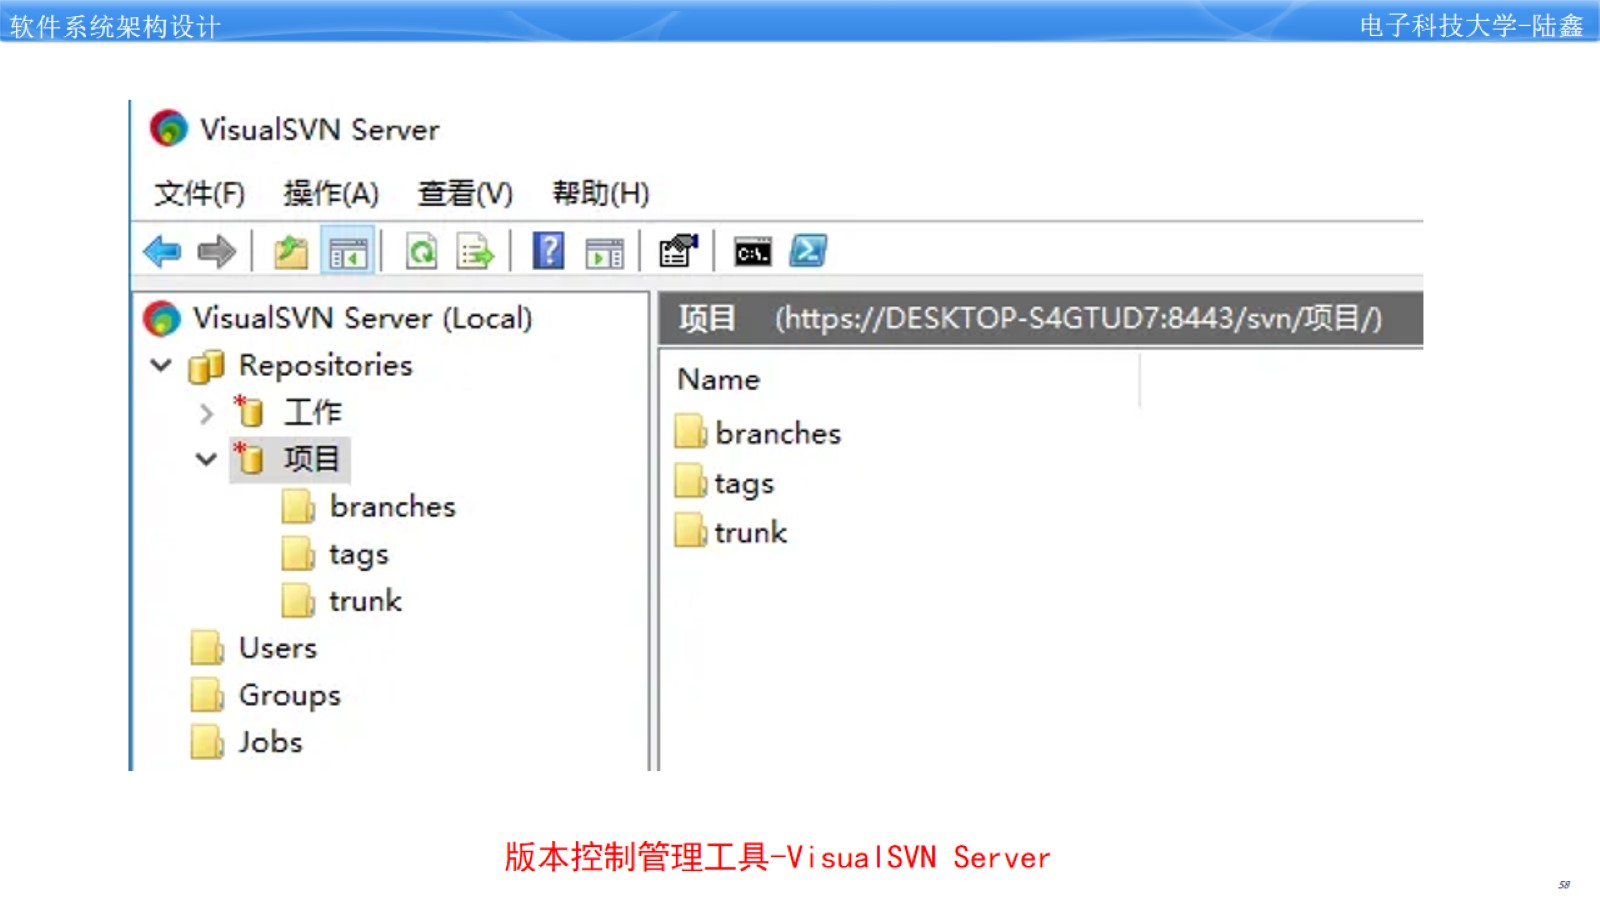 软件系统架构设计
电子科技大学-陆鑫
VisualSVN Server
文件(F) 操作(A) 查看(V) 帮助(H)
C:\.
VisualSVN Server (Local)
Repositories
工作
项目
branches
tags
trunk
Users
Groups
Jobs
项目 (https://DESKTOP-S4GTUD7:8443/svn/项目/)
Name
branches
tags
trunk
版本控制管理工具-VisualSVN Server
58